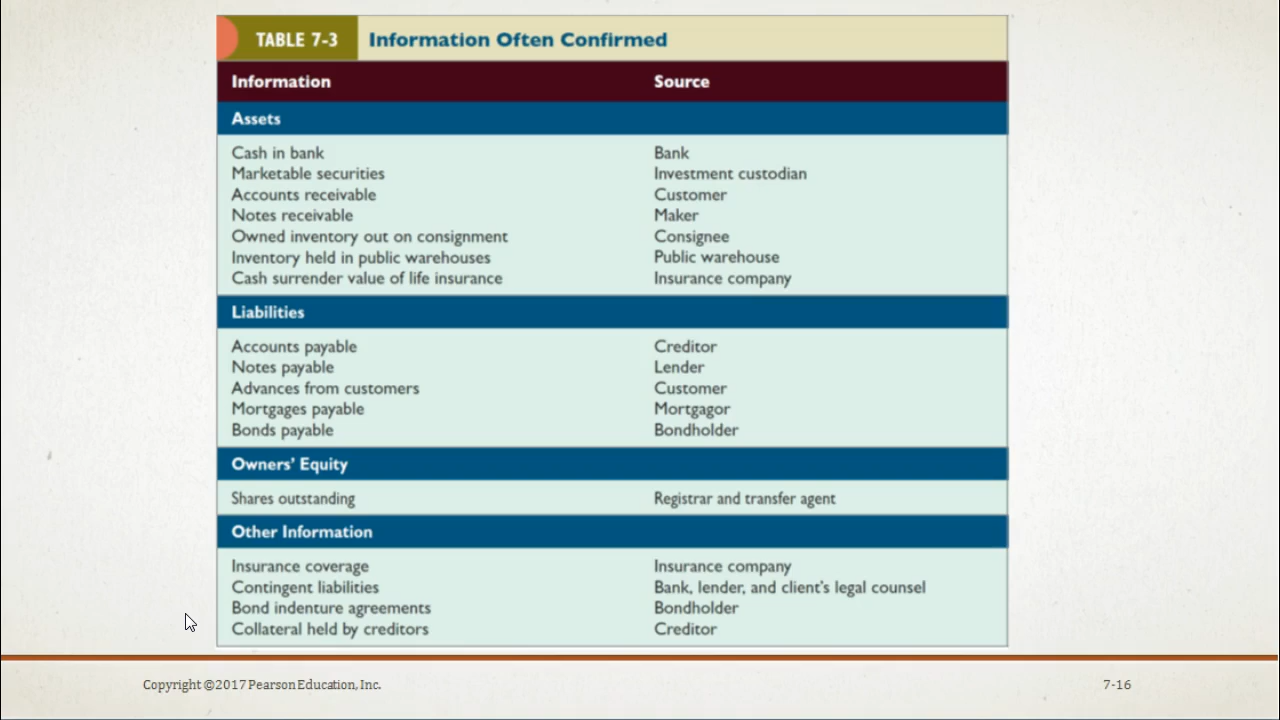 TABLE 7-3 Information Often Confirmed
Information Source
Assets
Cash in bank Bank
Marketable securities Investment custodian
Accounts receivable Customer
Notes receivable Maker
Owned inventory out on consignment Consignee
Inventory held in public warehouses Public warehouse
Cash surrender value of life insurance Insurance company
Liabilities
Accounts payable Creditor
Notes payable Lender
Advances from customers Customer
Mortgages payable Mortgagor
Bonds payable Bondholder
Owners' Equity
Shares outstanding Registrar and transfer agent
Other Information
Insurance coverage Insurance company
Contingent liabilities Bank, lender, and client's legal counsel
Bond indenture agreements Bondholder
Collateral held by creditors Creditor
Copyright ©2017 Pearson Education, Inc. 7-16